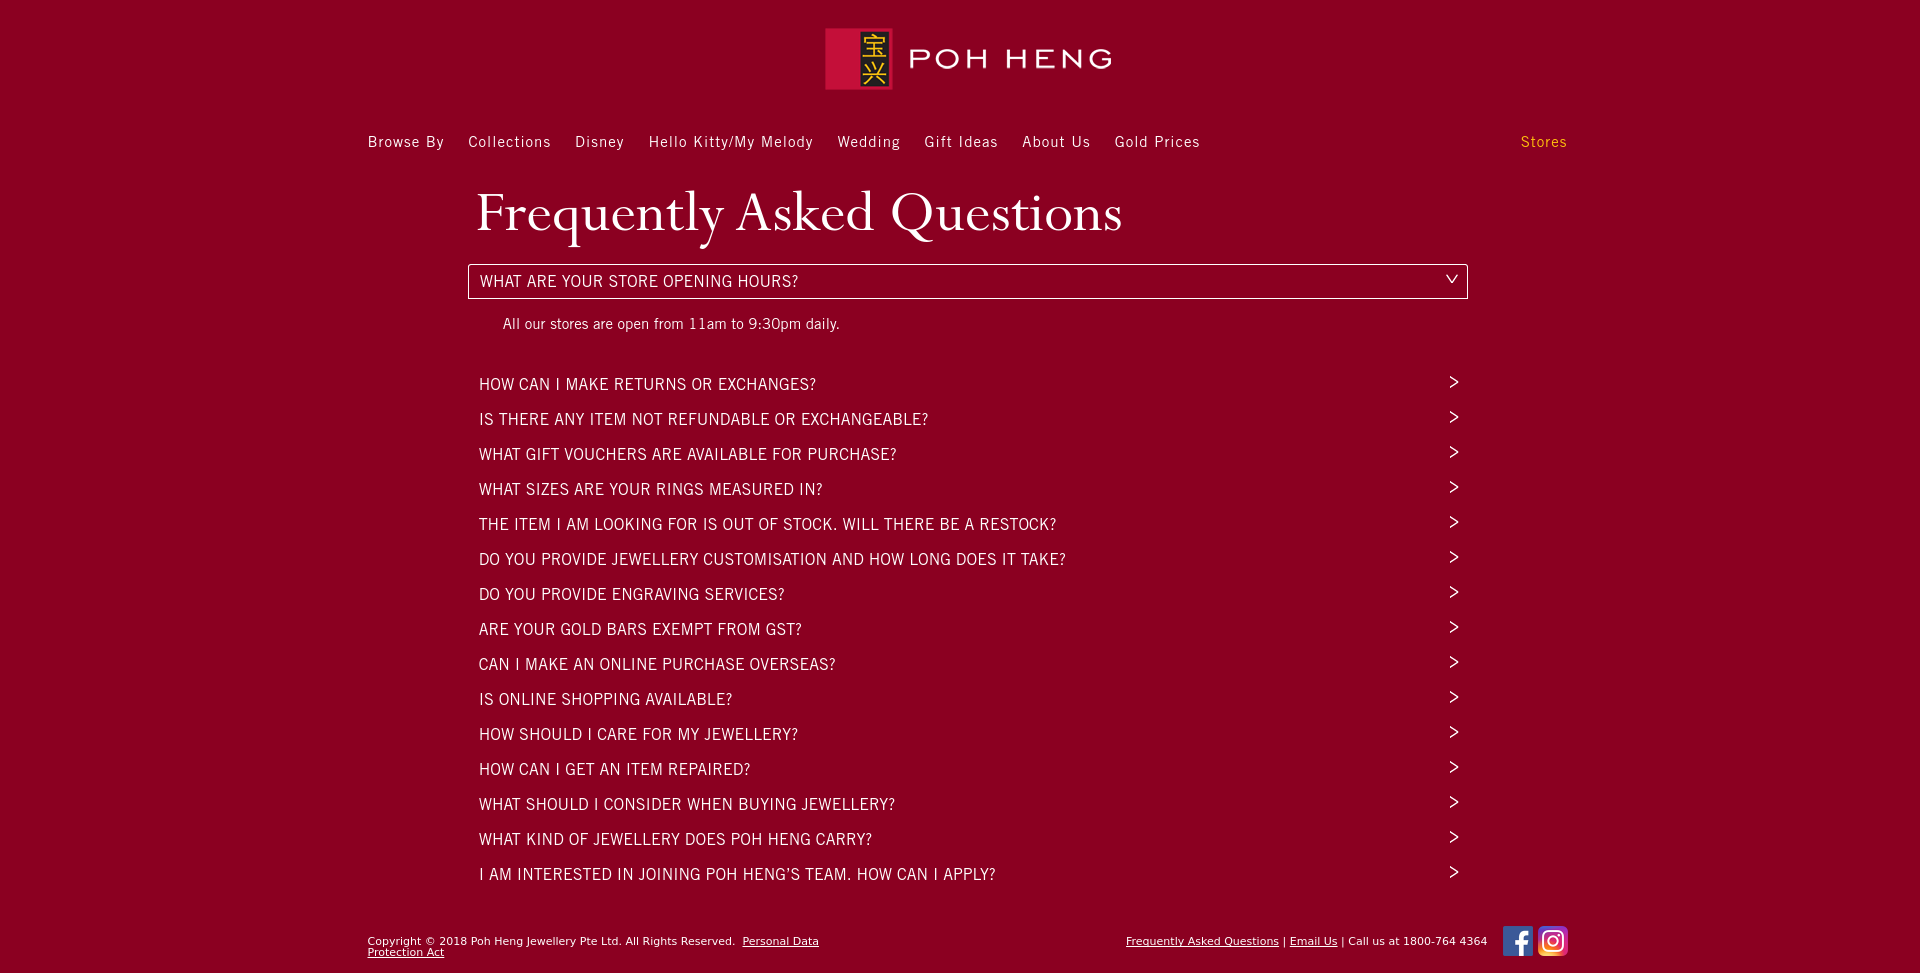 宝兴
POH HENG
Browse By Collections Disney Hello Kitty/My Melody Wedding Gift Ideas About Us Gold Prices Stores
Frequently Asked Questions
WHAT ARE YOUR STORE OPENING HOURS?
All our stores are open from 11am to 9:30pm daily.
HOW CAN I MAKE RETURNS OR EXCHANGES?
IS THERE ANY ITEM NOT REFUNDABLE OR EXCHANGEABLE?
WHAT GIFT VOUCHERS ARE AVAILABLE FOR PURCHASE?
WHAT SIZES ARE YOUR RINGS MEASURED IN?
THE ITEM I AM LOOKING FOR IS OUT OF STOCK. WILL THERE BE A RESTOCK?
DO YOU PROVIDE JEWELLERY CUSTOMISATION AND HOW LONG DOES IT TAKE?
DO YOU PROVIDE ENGRAVING SERVICES?
ARE YOUR GOLD BARS EXEMPT FROM GST?
CAN I MAKE AN ONLINE PURCHASE OVERSEAS?
IS ONLINE SHOPPING AVAILABLE?
HOW SHOULD I CARE FOR MY JEWELLERY?
HOW CAN I GET AN ITEM REPAIRED?
WHAT SHOULD I CONSIDER WHEN BUYING JEWELLERY?
WHAT KIND OF JEWELLERY DOES POH HENG CARRY?
I AM INTERESTED IN JOINING POH HENG’S TEAM. HOW CAN I APPLY?
Copyright © 2018 Poh Heng Jewellery Pte Ltd. All Rights Reserved. Personal Data
Protection Act
Frequently Asked Questions | Email Us | Call us at 1800-764 4364